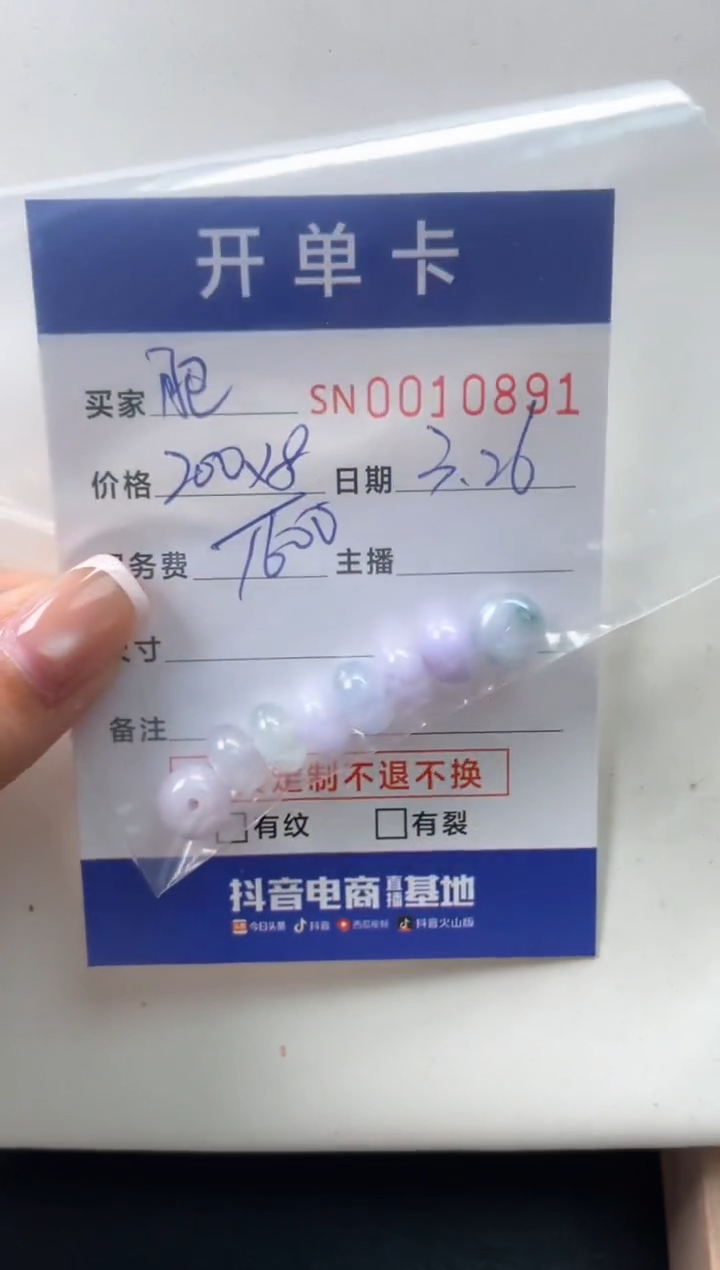 开单卡
买家 肥 SN0010891
价格 200x8 日期 3.26
务费 1600 主播
寸
备注
定制不退不换
有纹 有裂
抖音电商直播基地
今日头条 抖音 西瓜视频 抖音火山版